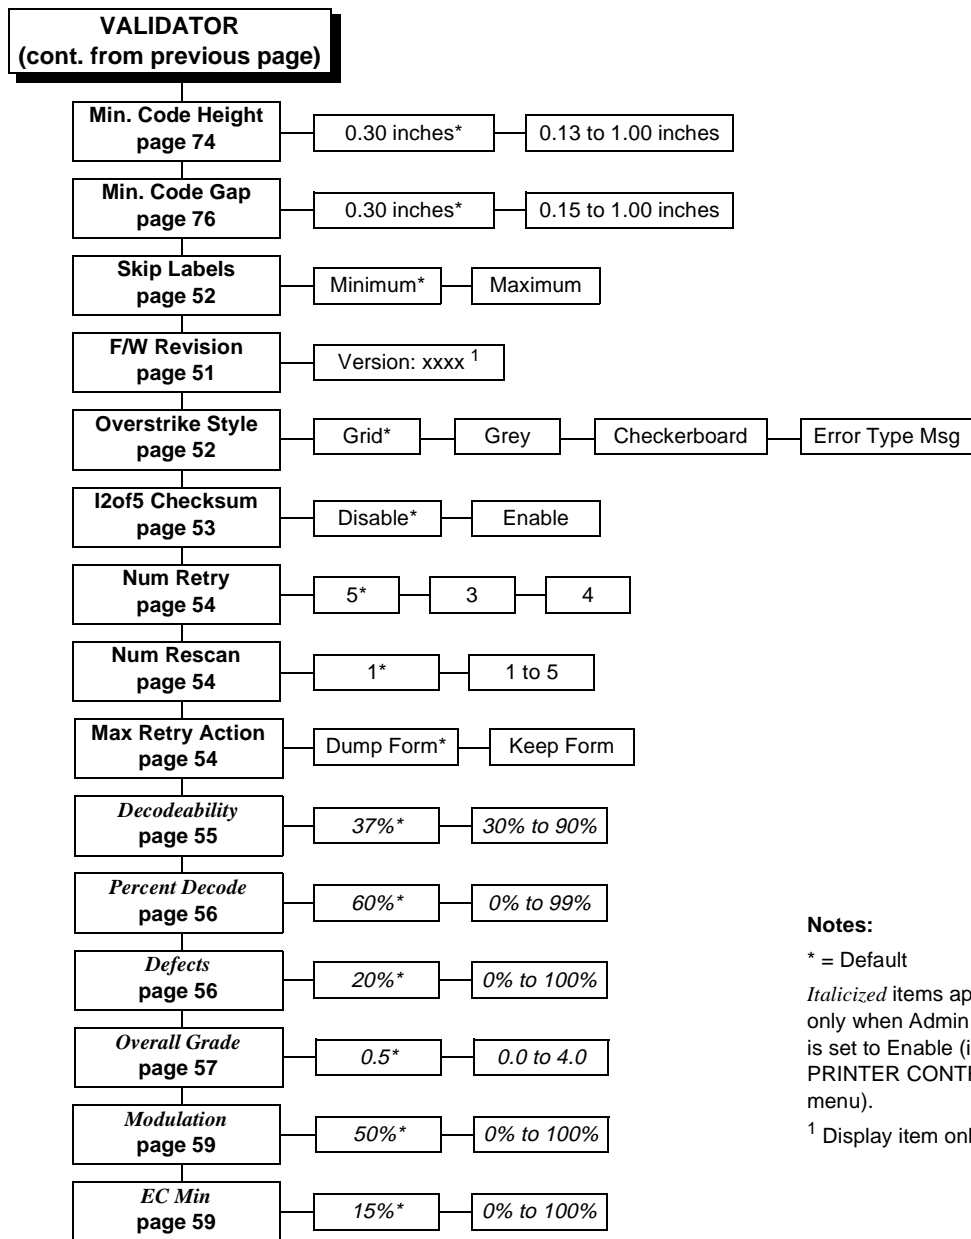 VALIDATOR
(cont. from previous page)
Min. Code Height
page 74
0.30 inches*
0.13 to 1.00 inches
Min. Code Gap
page 76
0.30 inches*
0.15 to 1.00 inches
Skip Labels
page 52
Minimum*
Maximum
F/W Revision
page 51
Version: xxxx 1
Overstrike Style
page 52
Grid*
Grey
Checkerboard
Error Type Msg
I2of5 Checksum
page 53
Disable*
Enable
Num Retry
page 54
5*
3
4
Num Rescan
page 54
1*
1 to 5
Max Retry Action
page 54
Dump Form*
Keep Form
Decodeability
page 55
37%*
30% to 90%
Percent Decode
page 56
60%*
0% to 99%
Defects
page 56
20%*
0% to 100%
Overall Grade
page 57
0.5*
0.0 to 4.0
Modulation
page 59
50%*
0% to 100%
EC Min
page 59
15%*
0% to 100%
Notes:
* = Default
Italicized items ap
only when Admin
is set to Enable (i
PRINTER CONT
menu).
1 Display item onl